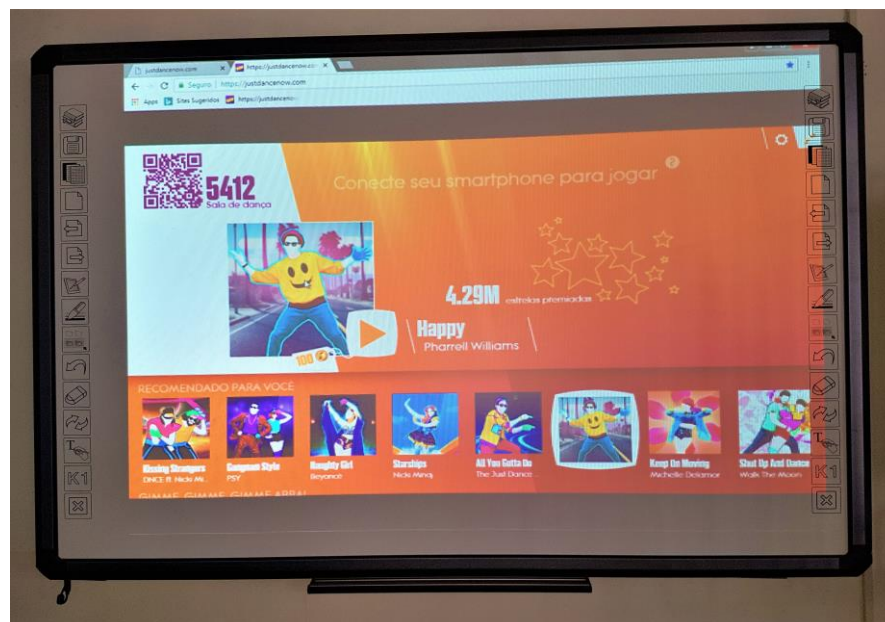 justdancenow.com
https://justdancenow.co
Seguro | https://justdancenow.com
Apps Sites Sugeridos https://justdanceno
5412
Sala de dança
Conecte seu smartphone para jogar
4.29M estrelas premiadas
Happy
Pharrell Williams
100
RECOMENDADO PARA VOCÊ
Kissing Strangers
DNCE ft. Nicki Mi...
Gangnam Style
PSY
Naughty Girl
Beyoncé
Starships
Nicki Minaj
All You Gotta Do
The Just Dance
Keep On Moving
Michelle Delamor
Shut Up And Dance
Walk The Moon
GIMME, GIMME, GIMME ABBA!
K1
K1